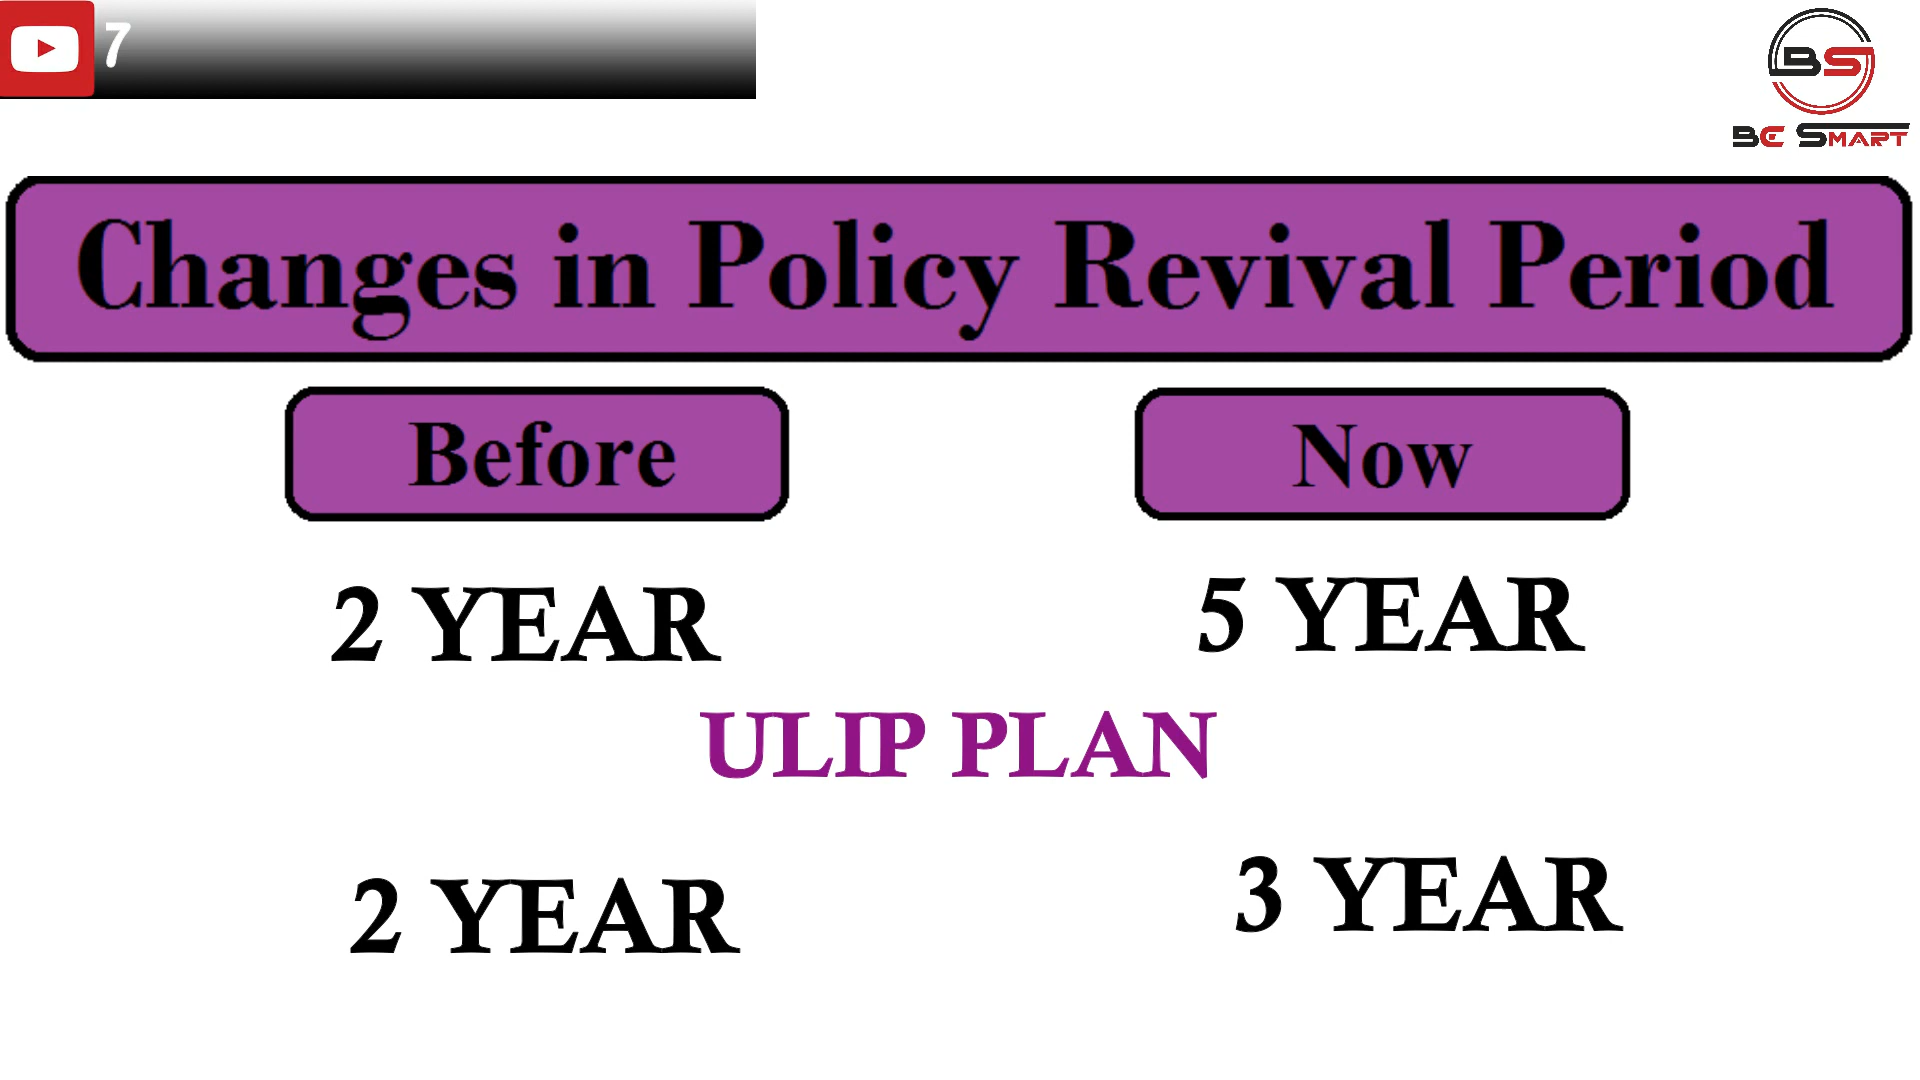 7
BS
BE SMART
Changes in Policy Revival Period
Before
Now
2 YEAR
5 YEAR
ULIP PLAN
2 YEAR
3 YEAR